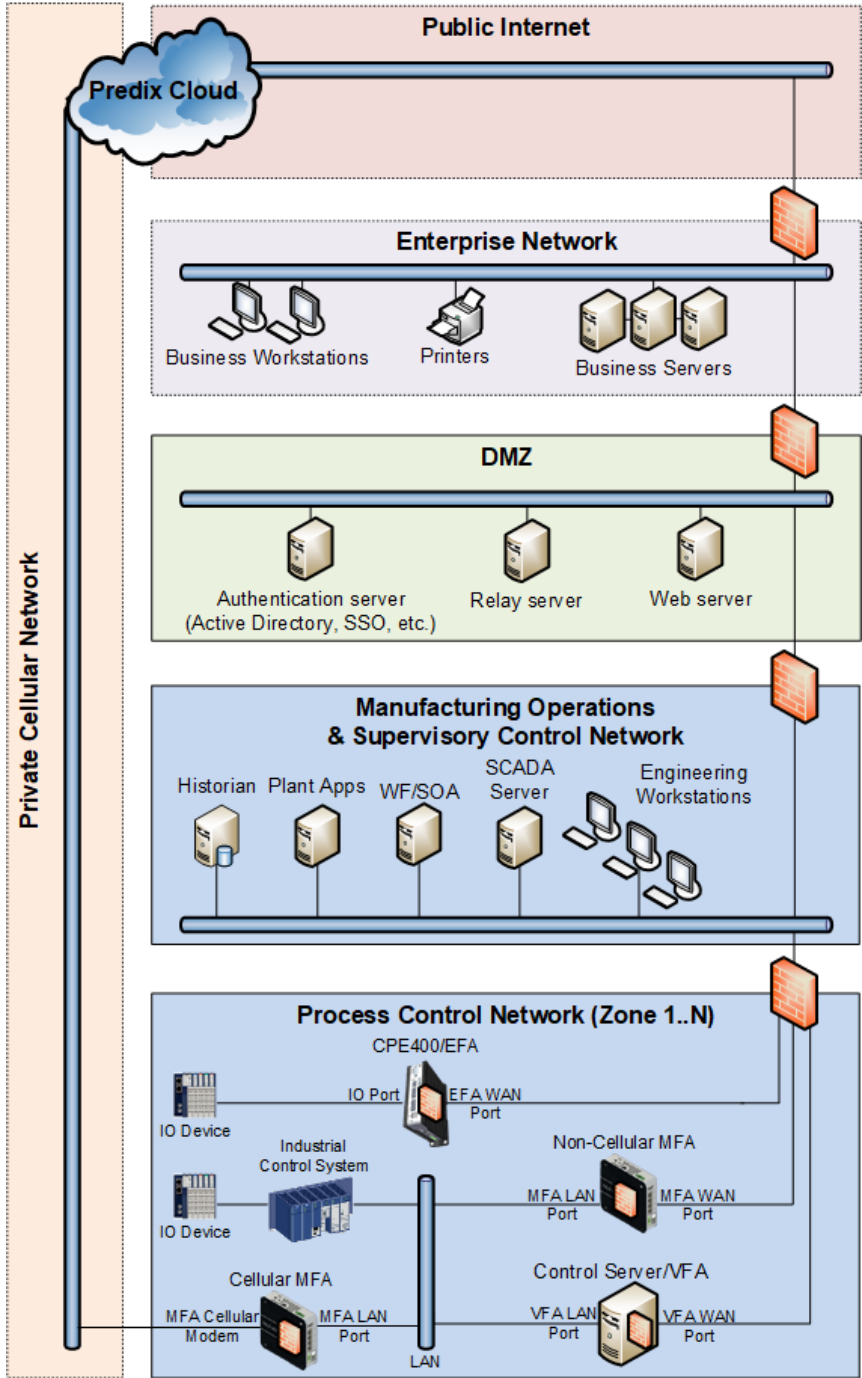 Public Internet
Predix Cloud
Private Cellular Network
Enterprise Network
Business Workstations
Printers
Business Servers
DMZ
Authentication server
(Active Directory, SSO, etc.)
Relay server
Web server
Manufacturing Operations
& Supervisory Control Network
Historian
Plant Apps
WF/SOA
SCADA
Server
Engineering
Workstations
Process Control Network (Zone 1..N)
CPE400/EFA
IO Port
EFA WAN
Port
IO Device
Industrial
Control System
Non-Cellular MFA
IO Device
MFA LAN
Port
MFA WAN
Port
Cellular MFA
Control Server/VFA
MFA Cellular
Modem
MFA LAN
Port
LAN
VFA LAN
Port
VFA WAN
Port